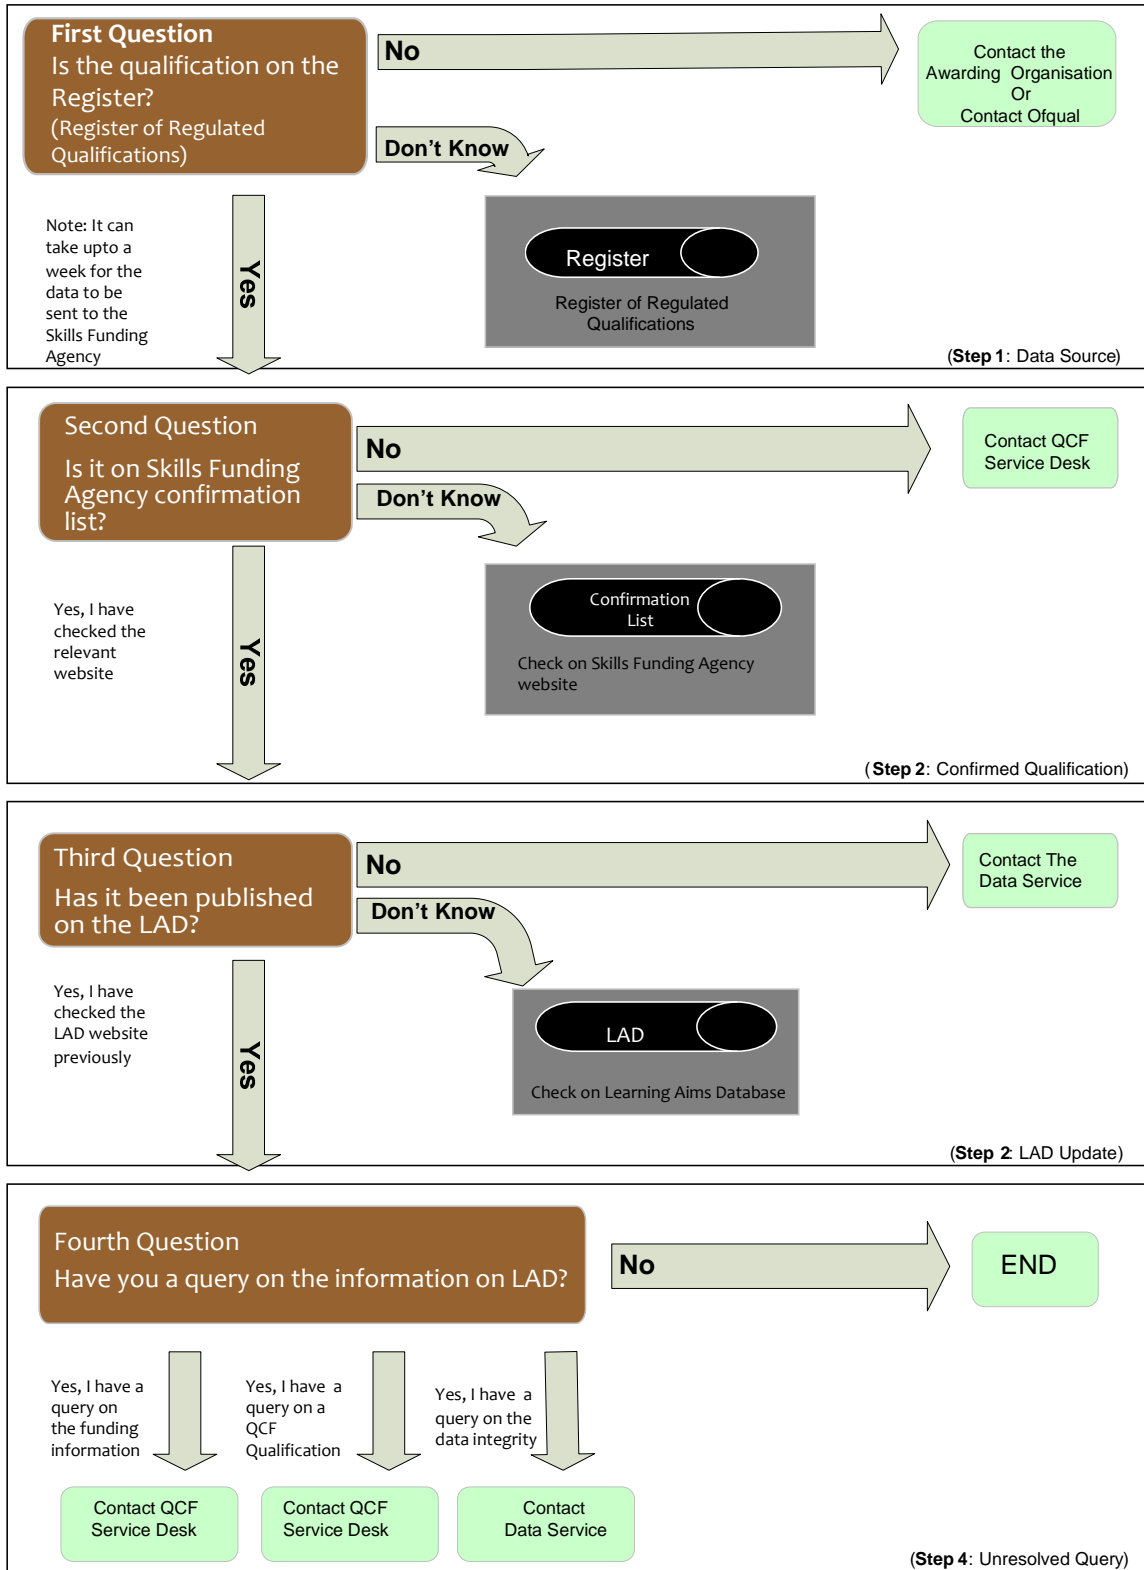 First Question
Is the qualification on the
Register?
(Register of Regulated
Qualifications)
No
Contact the
Awarding Organisation
Or
Contact Ofqual
Don't Know
Note: It can
take upto a
week for the
data to be
sent to the
Skills Funding
Agency
Yes
Register
Register of Regulated
Qualifications
(Step 1: Data Source)
Second Question
Is it on Skills Funding
Agency confirmation
list?
No
Contact QCF
Service Desk
Don't Know
Yes, I have
checked the
relevant
website
Yes
Confirmation
List
Check on Skills Funding Agency
website
(Step 2: Confirmed Qualification)
Third Question
Has it been published
on the LAD?
No
Contact The
Data Service
Don't Know
Yes, I have
checked the
LAD website
previously
Yes
LAD
Check on Learning Aims Database
(Step 2: LAD Update)
Fourth Question
Have you a query on the information on LAD?
No
END
Yes, I have a
query on
the funding
information
Yes, I have a
query on a
QCF
Qualification
Yes, I have a
query on the
data integrity
Contact QCF
Service Desk
Contact QCF
Service Desk
Contact
Data Service
(Step 4: Unresolved Query)